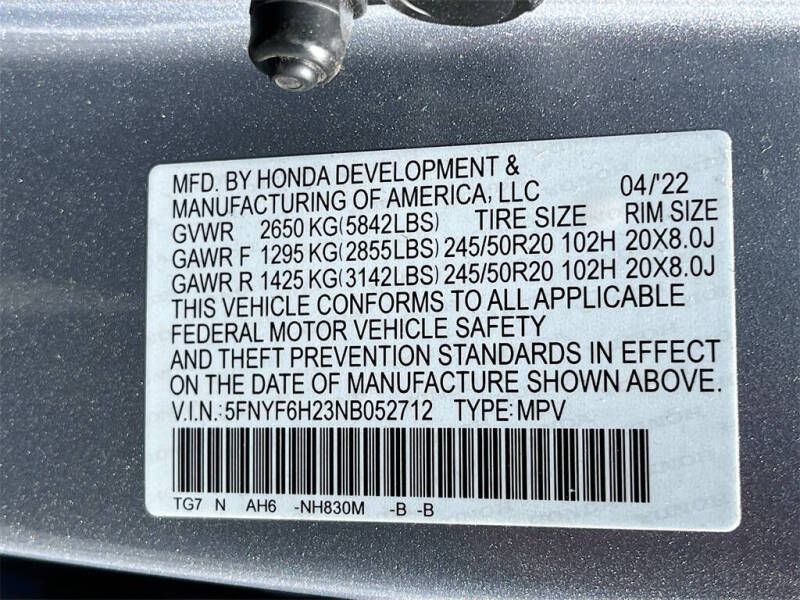 MFD. BY HONDA DEVELOPMENT &
MANUFACTURING OF AMERICA, LLC 04/'22
GVWR 2650 KG(5842LBS) TIRE SIZE RIM SIZE
GAWR F 1295 KG(2855LBS) 245/50R20 102H 20X8.0J
GAWR R 1425 KG(3142LBS) 245/50R20 102H 20X8.0J
THIS VEHICLE CONFORMS TO ALL APPLICABLE
FEDERAL MOTOR VEHICLE SAFETY
AND THEFT PREVENTION STANDARDS IN EFFECT
ON THE DATE OF MANUFACTURE SHOWN ABOVE.
V.I.N.: 5FNYF6H23NB052712 TYPE: MPV
TG7 N AH6 -NH830M -B -B